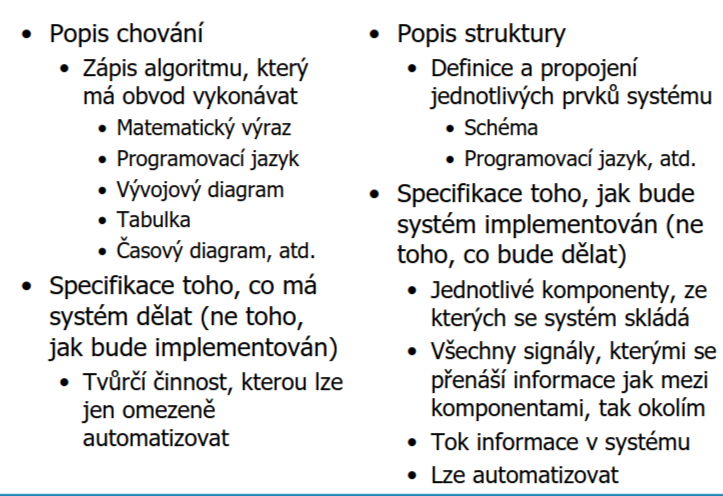 • Popis chování
• Zápis algoritmu, který
má obvod vykonávat
• Matematický výraz
• Programovací jazyk
• Vývojový diagram
• Tabulka
• Časový diagram, atd.
• Specifikace toho, co má
systém dělat (ne toho,
jak bude implementován)
• Tvůrčí činnost, kterou lze
jen omezeně
automatizovat
• Popis struktury
• Definice a propojení
jednotlivých prvků systému
• Schéma
• Programovací jazyk, atd.
• Specifikace toho, jak bude
systém implementován (ne
toho, co bude dělat)
• Jednotlivé komponenty, ze
kterých se systém skládá
• Všechny signály, kterými se
přenáší informace jak mezi
komponentami, tak okolím
• Tok informace v systému
• Lze automatizovat